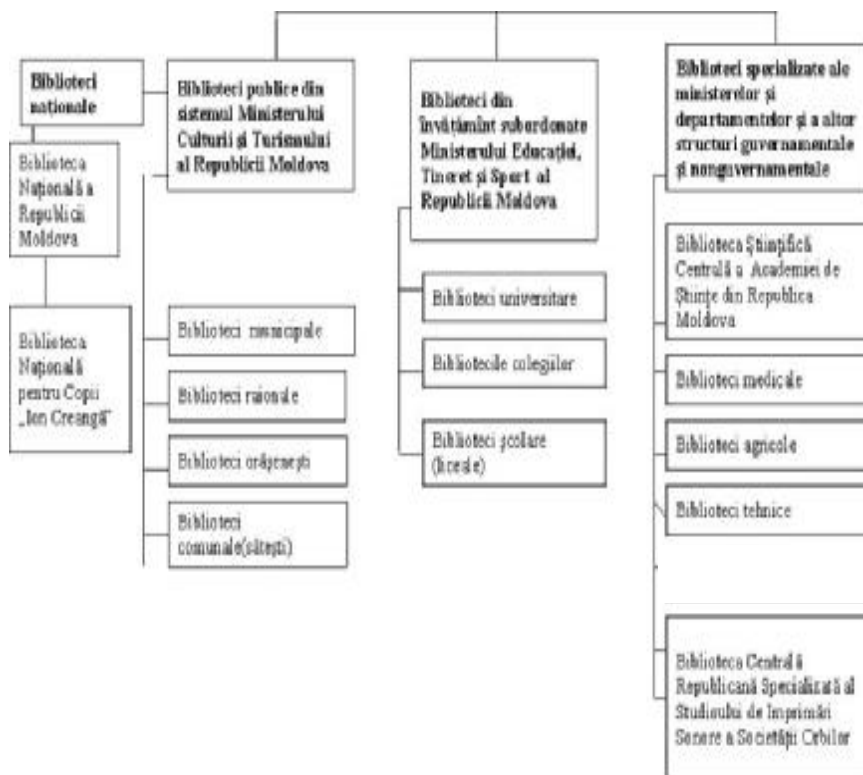 Biblioteci
naționale
Biblioteca
Națională a
Republicii
Moldova
Biblioteca
Națională
pentru Copii
„Ion Creangă”
Biblioteci publice din
sistemul Ministerului
Culturii și Turismului
al Republicii Moldova
Biblioteci municipale
Biblioteci raionale
Biblioteci orășenești
Biblioteci
comunale(sătești)
Biblioteci din
învățămînt subordonate
Ministerului Educației,
Tineret și Sport al
Republicii Moldova
Biblioteci universitare
Bibliotecile colegiilor
Biblioteci școlare
(liceale)
Biblioteci specializate ale
ministerelor și
departamentelor și a altor
structuri guvernamentale
și nonguvernamentale
Biblioteca Științifică
Centrală a Academiei de
Științe din Republica
Moldova
Biblioteci medicale
Biblioteci agricole
Biblioteci tehnice
Biblioteca Centrală
Republicană Specializată al
Studioului de Imprimări
Sonore a Societății Orbilor